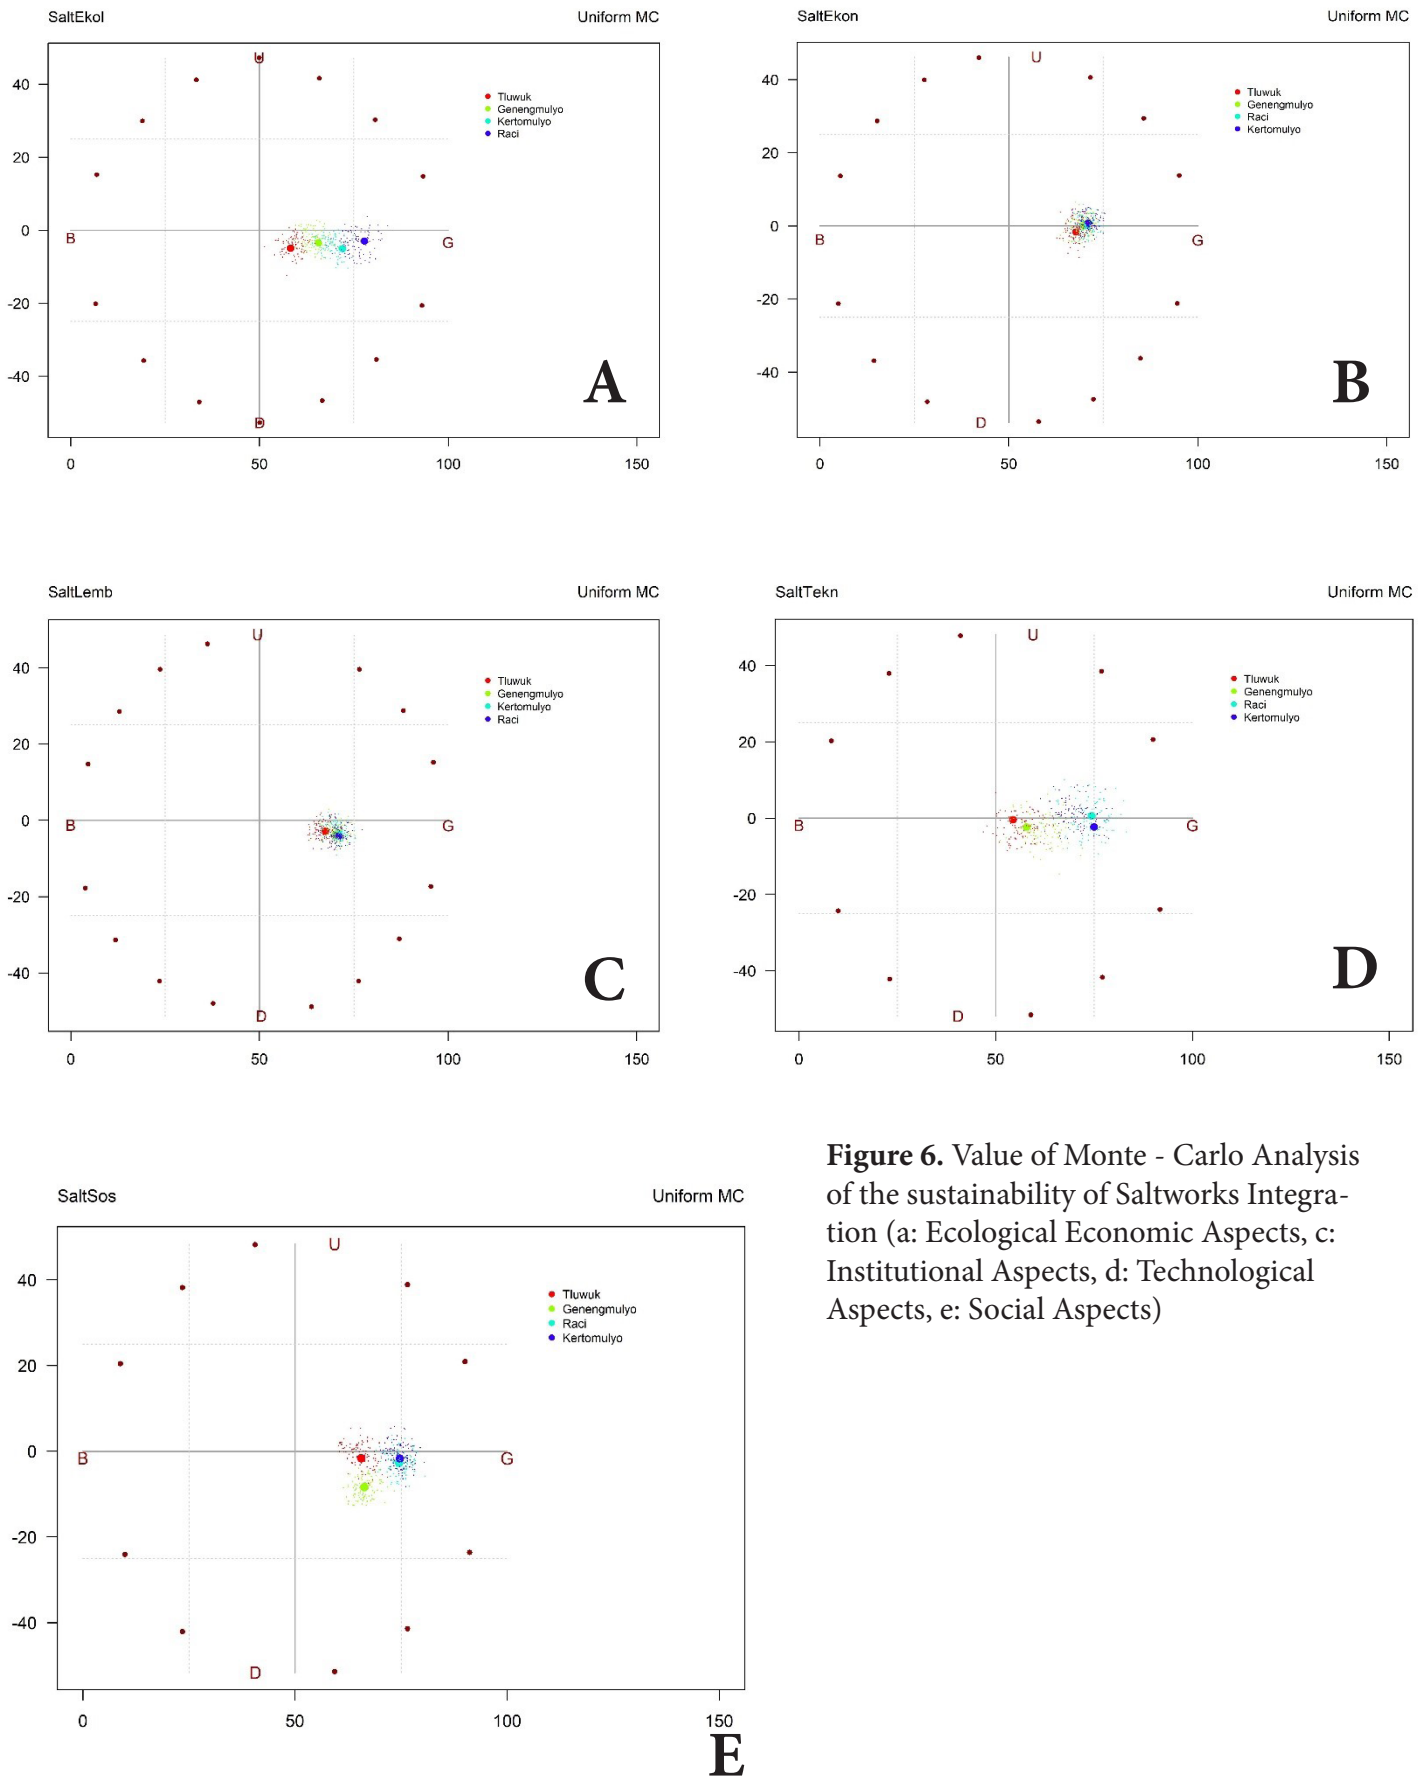 SaltEkol Uniform MC
U
40
20
0
-20
-40
B
G
D
Tluwuk
Genengmulyo
Kertomulyo
Raci
A
0 50 100 150
SaltEkon Uniform MC
U
40
20
0
-20
-40
B
G
D
Tluwuk
Genengmulyo
Raci
Kertomulyo
B
0 50 100 150
SaltLemb Uniform MC
U
40
20
0
-20
-40
B
G
D
Tluwuk
Genengmulyo
Kertomulyo
Raci
C
0 50 100 150
SaltTekn Uniform MC
U
40
20
0
-20
-40
B
G
D
Tluwuk
Genengmulyo
Raci
Kertomulyo
D
0 50 100 150
SaltSos Uniform MC
U
40
20
0
-20
-40
B
G
D
Tluwuk
Genengmulyo
Raci
Kertomulyo
0 50 100 150
E
Figure 6. Value of Monte - Carlo Analysis
of the sustainability of Saltworks Integra-
tion (a: Ecological Economic Aspects, c:
Institutional Aspects, d: Technological
Aspects, e: Social Aspects)